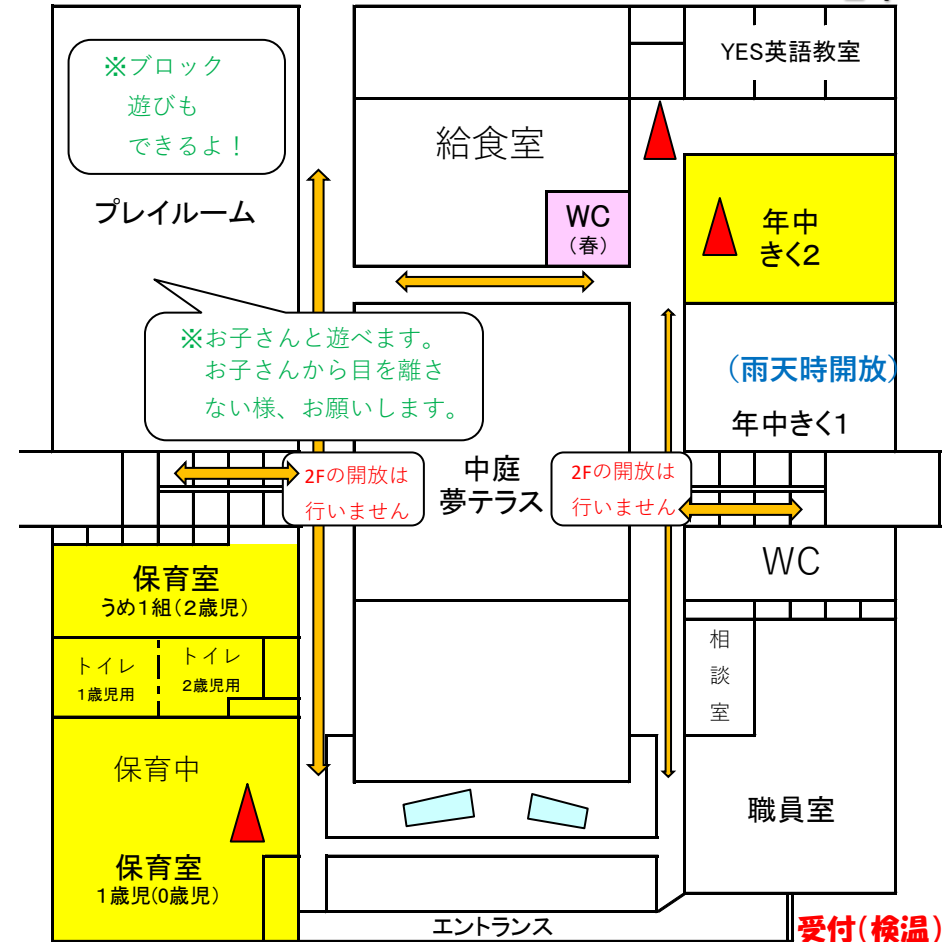 YES英語教室
※ブロック
遊びも
できるよ！
給食室
プレイルーム
WC
（春）
年中
きく2
※お子さんと遊べます。
お子さんから目を離さ
ない様、お願いします。
（雨天時開放）
年中きく1
2Fの開放は
行いません
中庭
夢テラス
2Fの開放は
行いません
WC
保育室
うめ1組(2歳児)
トイレ
1歳児用
トイレ
2歳児用
相
談
室
保育中
職員室
保育室
1歳児(0歳児)
エントランス
受付(検温)